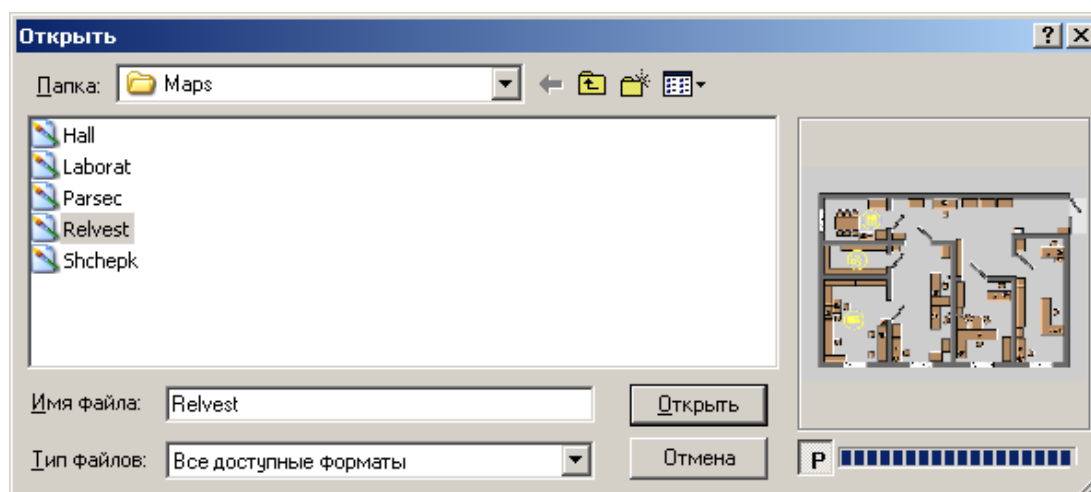 Открыть
Папка: Maps
Hall
Laborat
Parsec
Relvest
Shchepk
Имя файла: Relvest Открыть
Тип файлов: Все доступные форматы Отмена P